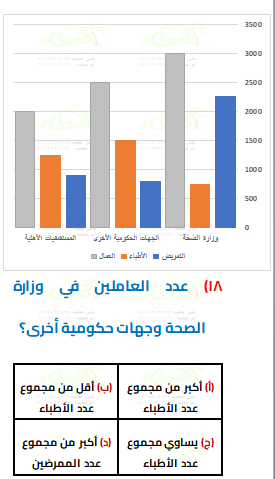 3500
3000
2500
2000
1500
1000
500
0
وزارة الصحة الجهات الحكومية الأخرى المستشفيات الأهلية
التمريض الأطباء العمال
١٨) عدد العاملين في وزارة
الصحة وجهات حكومية أخرى؟
(أ) أكبر من مجموع عدد الأطباء
(ب) أقل من مجموع عدد الأطباء
(ج) يساوي مجموع عدد الأطباء
(د) أكبر من مجموع عدد الممرضين